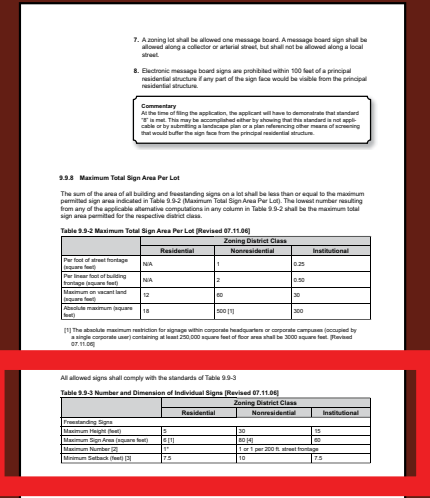 7. A zoning lot shall be allowed one message board. A message board sign shall be
allowed along a collector or arterial street, but shall not be allowed along a local
street.
8. Electronic message board signs are prohibited within 100 feet of a principal
residential structure if any part of the sign face would be visible from the principal
residential structure.
Commentary
At the time of filing the application, the applicant will have to demonstrate that standard
"8" is met. This may be accomplished either by showing that this standard is not appli-
cable or by submitting a landscape plan or a plan referencing other means of screening
that would buffer the sign face from the principal residential structure.
9.9.8 Maximum Total Sign Area Per Lot
The sum of the area of all building and freestanding signs on a lot shall be less than or equal to the maximum
permitted sign area indicated in Table 9.9-2 (Maximum Total Sign Area Per Lot). The lowest number resulting
from any of the applicable alternative computations in any column in Table 9.9-2 shall be the maximum total
sign area permitted for the respective district class.
Table 9.9-2 Maximum Total Sign Area Per Lot [Revised 07.11.06]
Zoning District Class
Residential Nonresidential Institutional
Per foot of street frontage
(square feet) N/A 1 0.25
Per linear foot of building
frontage (square feet) N/A 2 0.50
Maximum on vacant land
(square feet) 12 60 30
Absolute maximum (square
feet) 18 500 [1] 300
[1] The absolute maximum restriction for signage within corporate headquarters or corporate campuses (occupied by
a single corporate user) containing at least 250,000 square feet of floor area shall be 3000 square feet. [Revised
07.11.06]
All allowed signs shall comply with the standards of Table 9.9-3
Table 9.9-3 Number and Dimension of Individual Signs [Revised 07.11.06]
Zoning District Class
Residential Nonresidential Institutional
Freestanding Signs
Maximum Height (feet) 5 30 15
Maximum Sign Area (square feet) 6 [1] 80 [4] 60
Maximum Number [2] 1* 1 or 1 per 200 ft. street frontage
Minimum Setback (feet) [3] 7.5 10 7.5